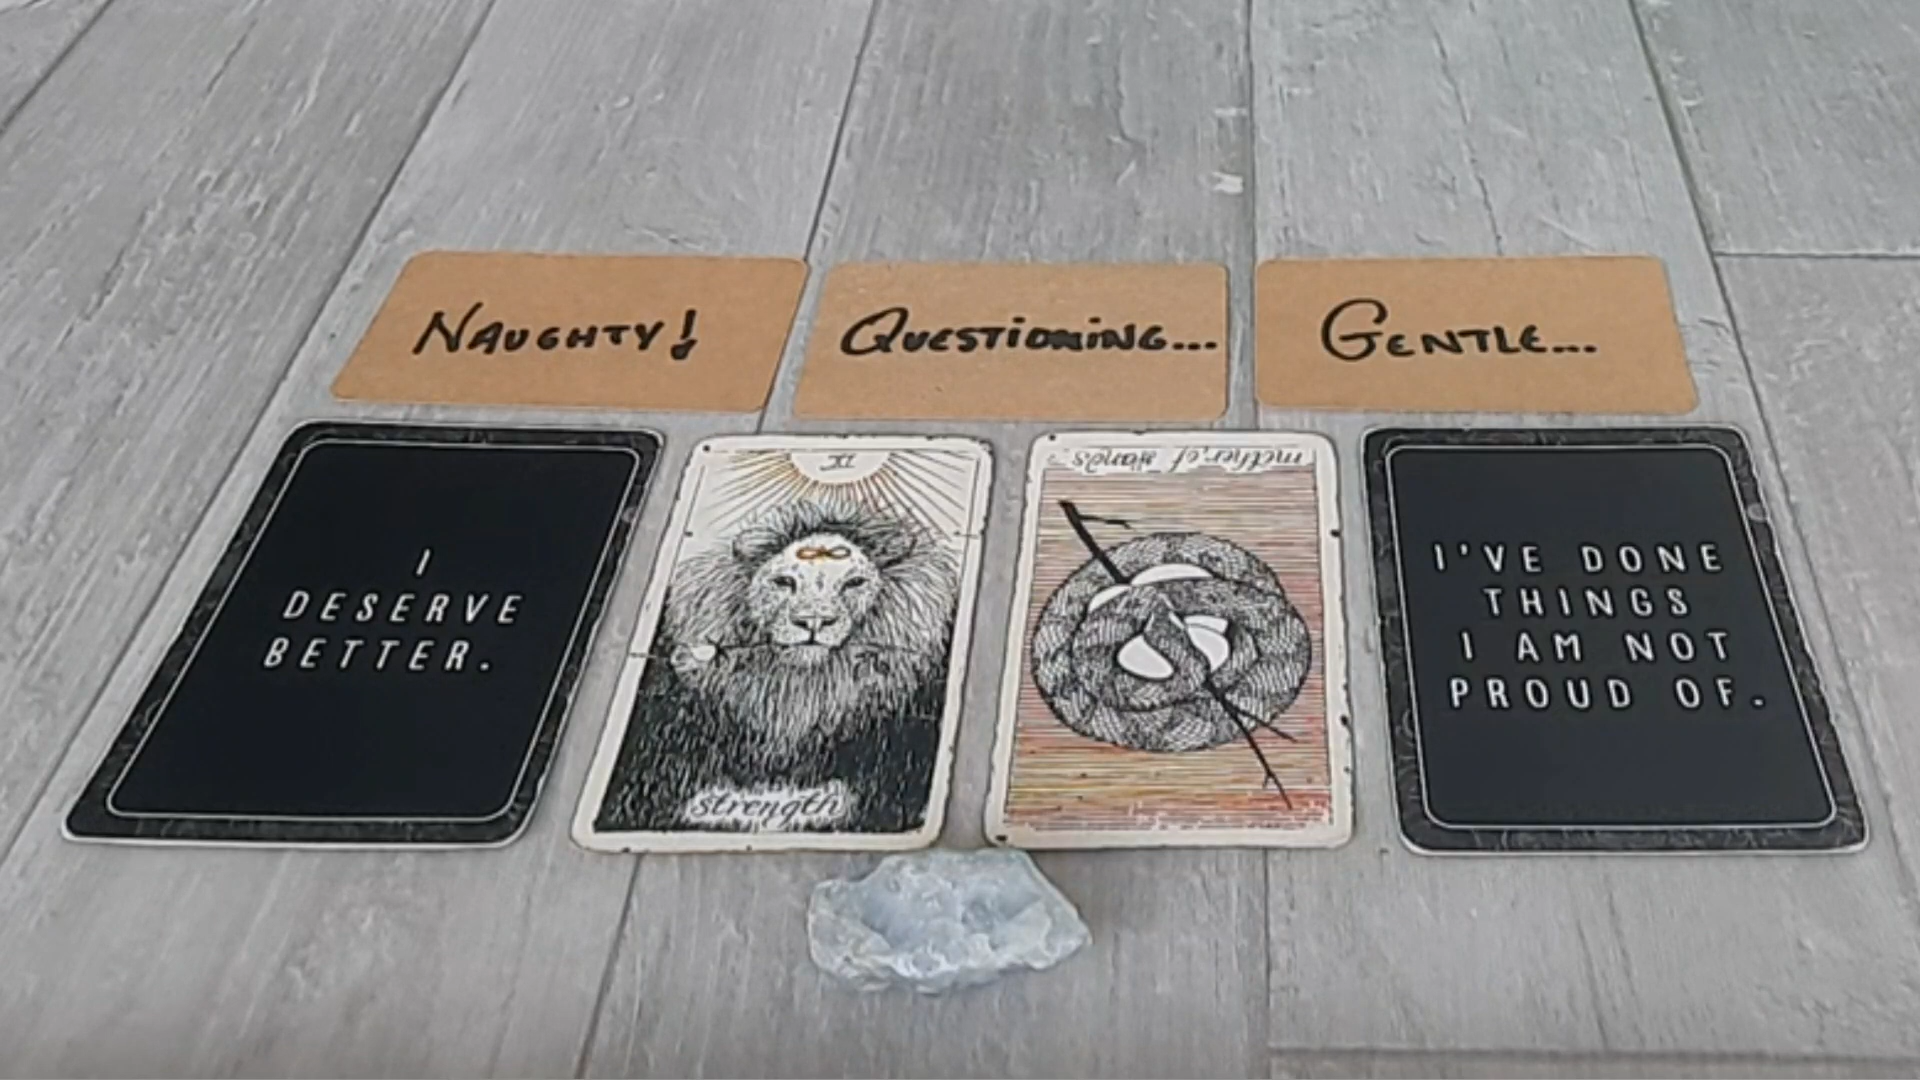 NAUGHTY!
QUESTIONING...
GENTLE...
I
DESERVE
BETTER.
XI
strength
mother of wands
I'VE DONE
THINGS
I AM NOT
PROUD OF.